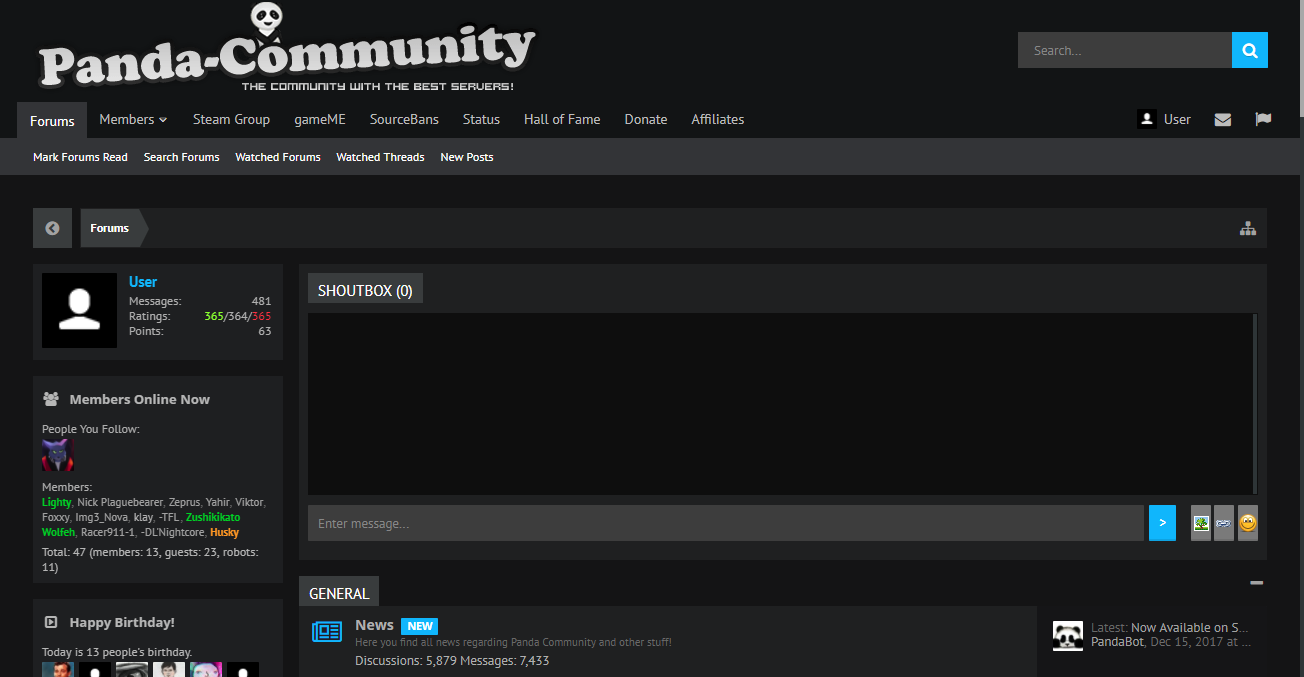 Panda-Community
THE COMMUNITY WITH THE BEST SERVERS!
Search...
Forums Members Steam Group gameME SourceBans Status Hall of Fame Donate Affiliates User
Mark Forums Read Search Forums Watched Forums Watched Threads New Posts
Forums
User
Messages: 481
Ratings: 365/364/365
Points: 63
Members Online Now
People You Follow:
Members:
Lighty, Nick Plaguebearer, Zeprus, Yahir, Viktor,
Foxxy, Img3_Nova, klay, -TFL, Zushikikato
Wolfeh, Racer911-1, -DL'Nightcore, Husky
Total: 47 (members: 13, guests: 23, robots:
11)
Happy Birthday!
Today is 13 people's birthday.
SHOUTBOX (0)
Enter message...
>
GENERAL
News NEW
Here you find all news regarding Panda Community and other stuff!
Discussions: 5,879 Messages: 7,433
Latest: Now Available on S...
PandaBot, Dec 15, 2017 at ...